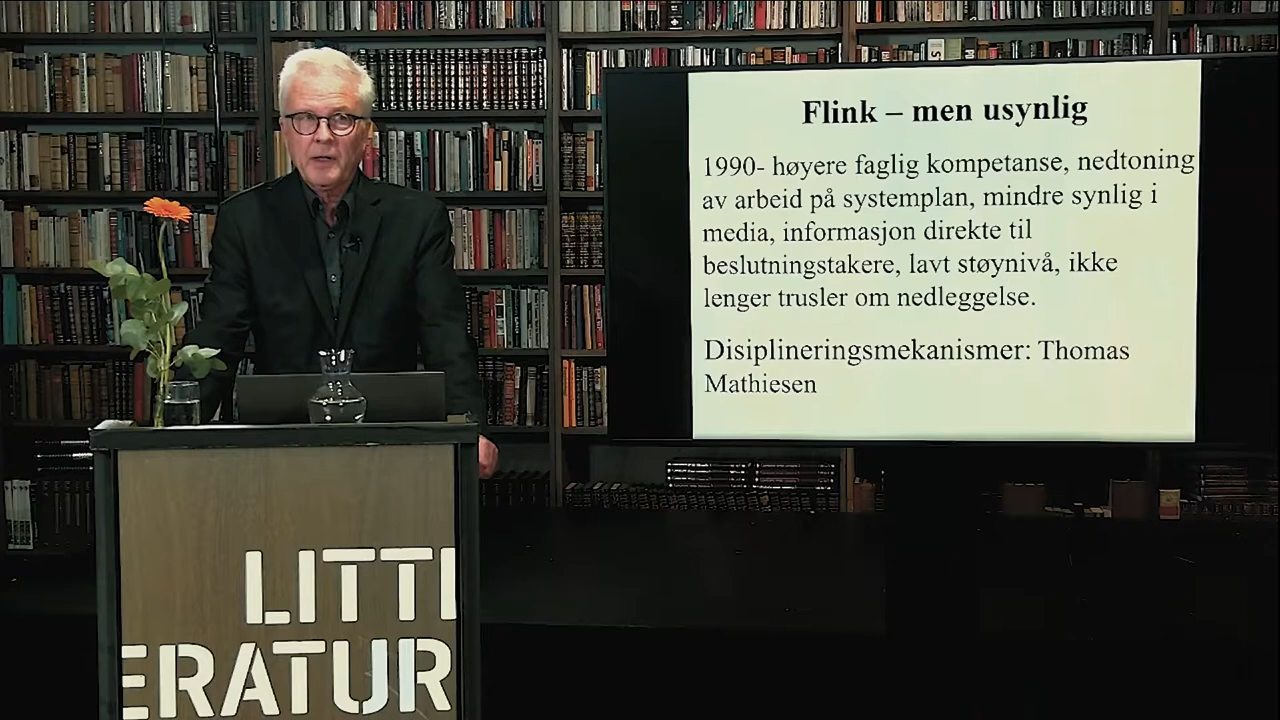 Flink – men usynlig
1990- høyere faglig kompetanse, nedtoning
av arbeid på systemplan, mindre synlig i
media, informasjon direkte til
beslutningstakere, lavt støynivå, ikke
lenger trusler om nedleggelse.
Disiplineringsmekanismer: Thomas
Mathiesen
LITTE
ERATUR